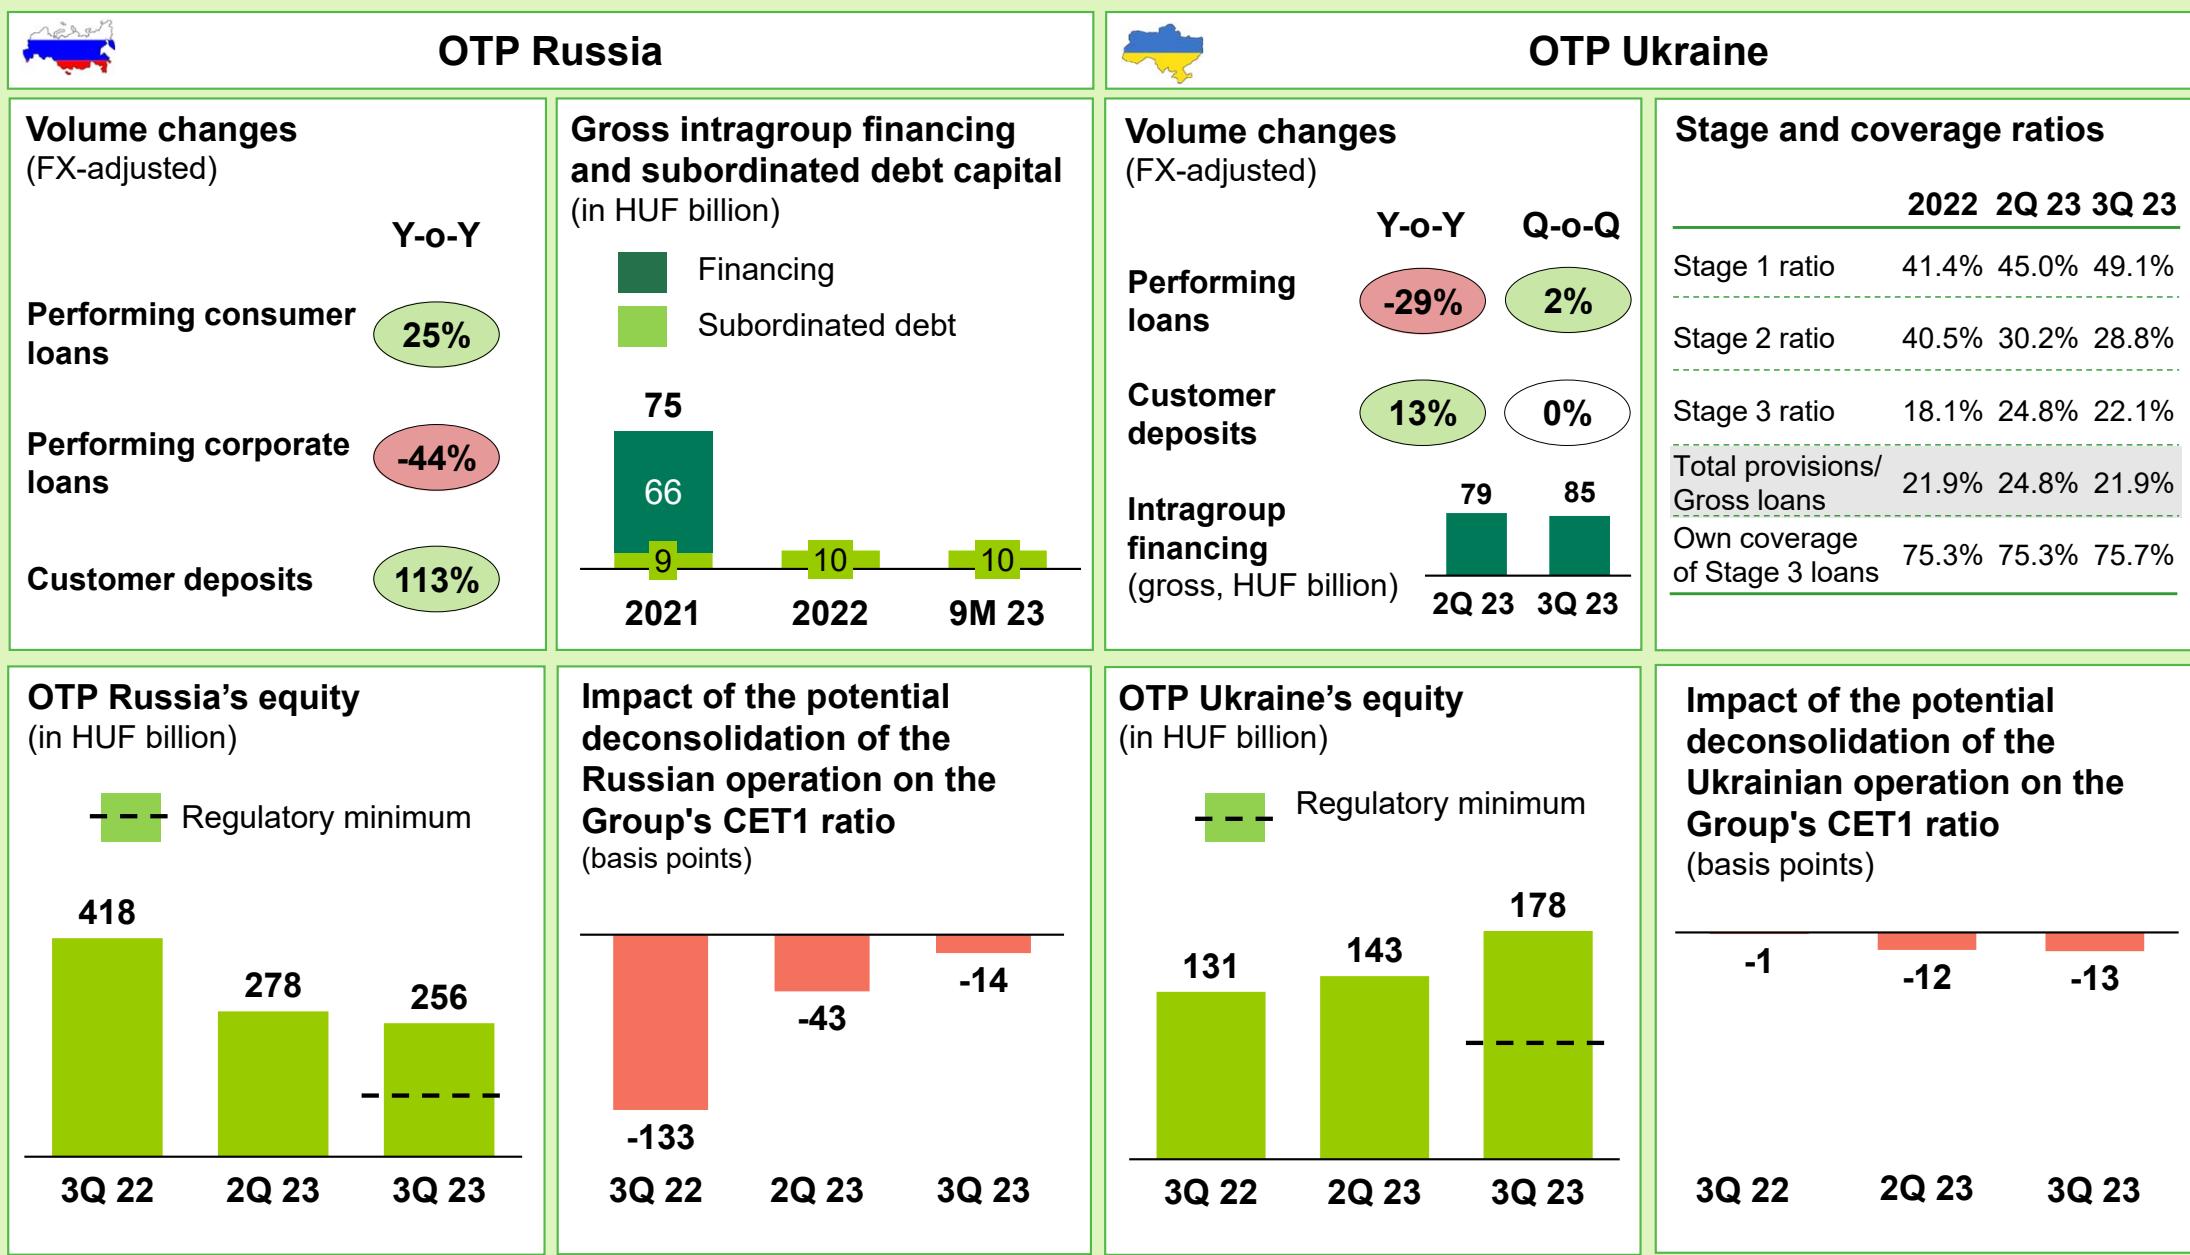 OTP Russia
Volume changes
(FX-adjusted)
Y-o-Y
Performing consumer
loans
25%
Performing corporate
loans
-44%
Customer deposits
113%
Gross intragroup financing
and subordinated debt capital
(in HUF billion)
Financing
Subordinated debt
75
66
9
10
10
2021
2022
9M 23
OTP Russia’s equity
(in HUF billion)
Regulatory minimum
418
278
256
3Q 22
2Q 23
3Q 23
Impact of the potential
deconsolidation of the
Russian operation on the
Group's CET1 ratio
(basis points)
-133
-43
-14
3Q 22
2Q 23
3Q 23
OTP Ukraine
Volume changes
(FX-adjusted)
Y-o-Y Q-o-Q
Performing
loans
-29% 2%
Customer
deposits
13% 0%
Intragroup
financing
(gross, HUF billion)
79
85
2Q 23
3Q 23
Stage and coverage ratios
2022 2Q 23 3Q 23
Stage 1 ratio 41.4% 45.0% 49.1%
Stage 2 ratio 40.5% 30.2% 28.8%
Stage 3 ratio 18.1% 24.8% 22.1%
Total provisions/
Gross loans
21.9% 24.8% 21.9%
Own coverage
of Stage 3 loans
75.3% 75.3% 75.7%
OTP Ukraine’s equity
(in HUF billion)
Regulatory minimum
131
143
178
3Q 22
2Q 23
3Q 23
Impact of the potential
deconsolidation of the
Ukrainian operation on the
Group's CET1 ratio
(basis points)
-1
-12
-13
3Q 22
2Q 23
3Q 23